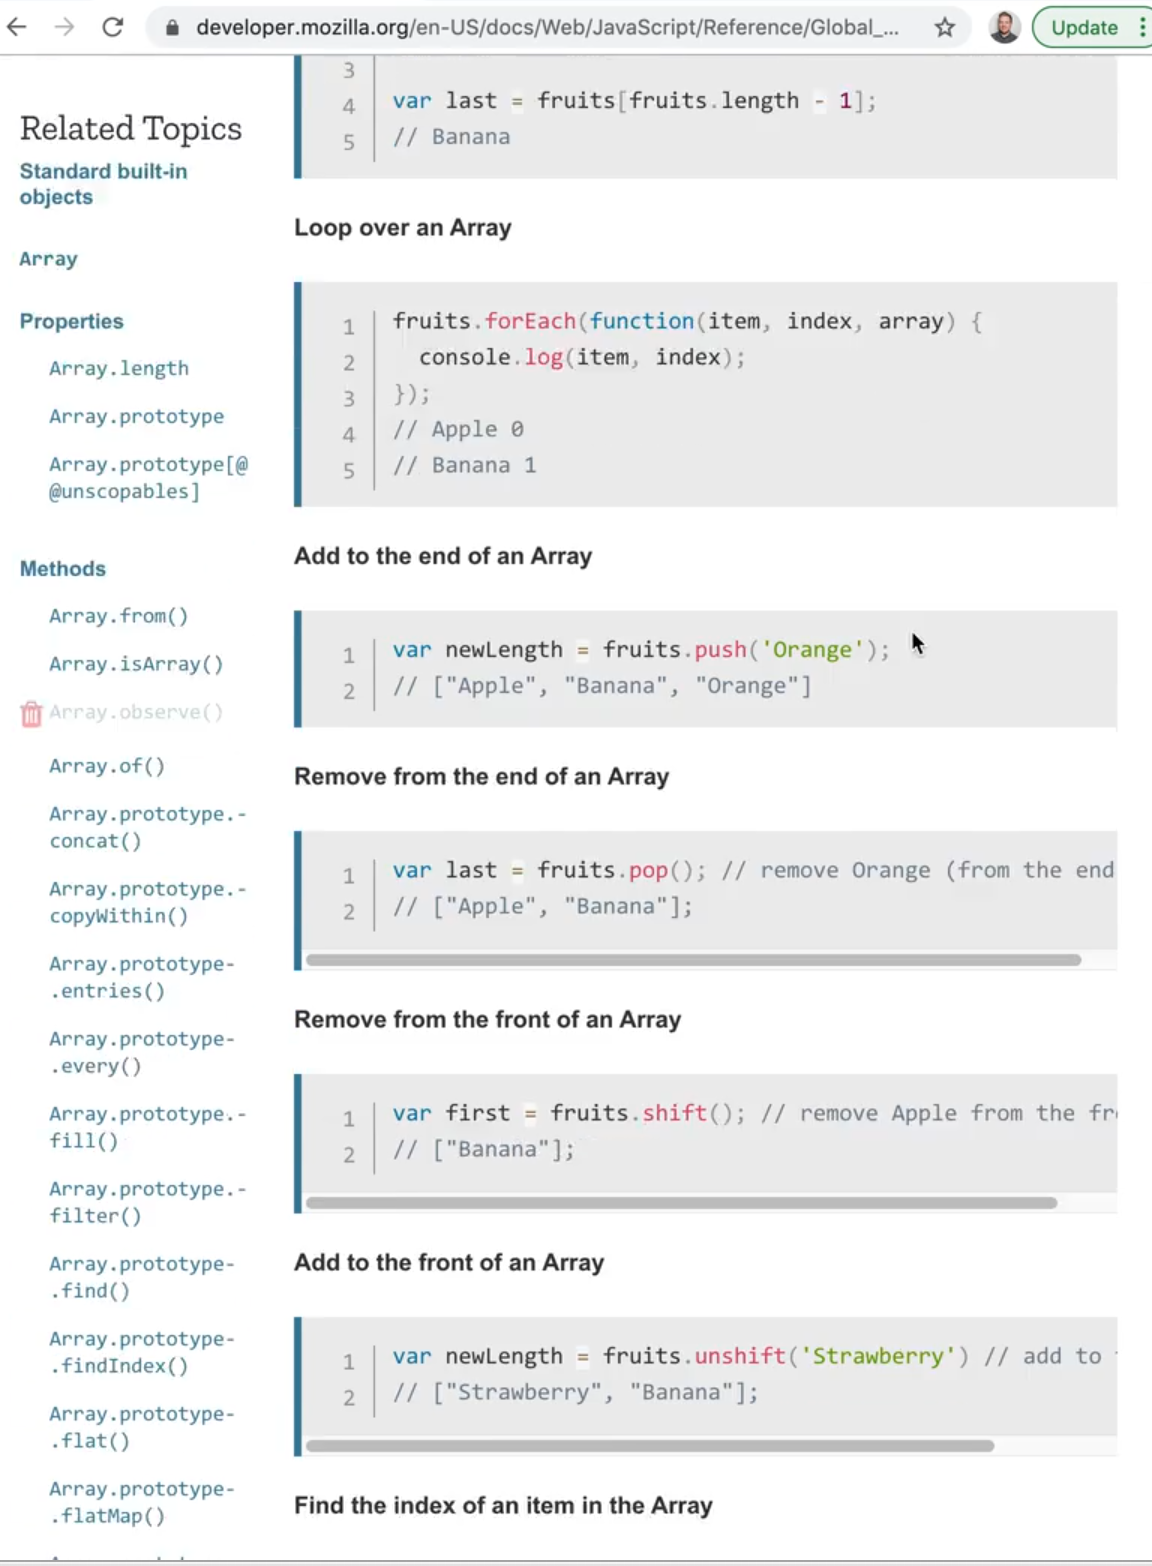 developer.mozilla.org/en-US/docs/Web/JavaScript/Reference/Global_...
Update
Related Topics
Standard built-in
objects
Array
Properties
Array.length
Array.prototype
Array.prototype[@
@unscopables]
Methods
Array.from()
Array.isArray()
Array.observe()
Array.of()
Array.prototype.-
concat()
Array.prototype.-
copyWithin()
Array.prototype-
.entries()
Array.prototype-
.every()
Array.prototype.-
fill()
Array.prototype.-
filter()
Array.prototype-
.find()
Array.prototype-
.findIndex()
Array.prototype-
.flat()
Array.prototype-
.flatMap()
3
4 var last = fruits[fruits.length - 1];
5 // Banana
Loop over an Array
1 fruits.forEach(function(item, index, array) {
2 console.log(item, index);
3 });
4 // Apple 0
5 // Banana 1
Add to the end of an Array
1 var newLength = fruits.push('Orange');
2 // ["Apple", "Banana", "Orange"]
Remove from the end of an Array
1 var last = fruits.pop(); // remove Orange (from the end
2 // ["Apple", "Banana"];
Remove from the front of an Array
1 var first = fruits.shift(); // remove Apple from the
2 // ["Banana"];
Add to the front of an Array
1 var newLength = fruits.unshift('Strawberry') // add to
2 // ["Strawberry", "Banana"];
Find the index of an item in the Array